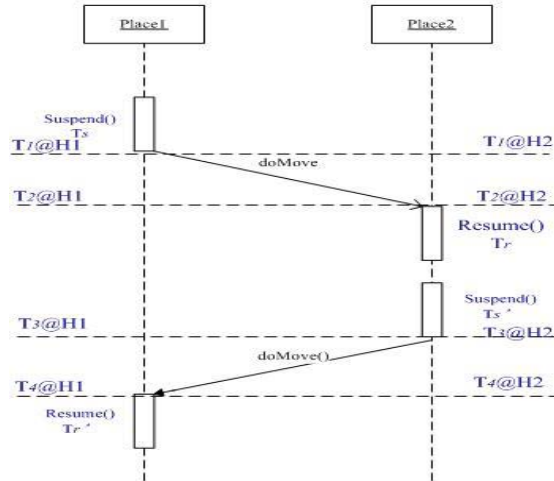 Place1
Place2
Suspend()
Ts
T1@H1
T1@H2
doMove
T2@H1
T2@H2
Resume()
Tr
Suspend()
Ts´
T3@H1
T3@H2
doMove()
T4@H1
T4@H2
Resume()
Tr´